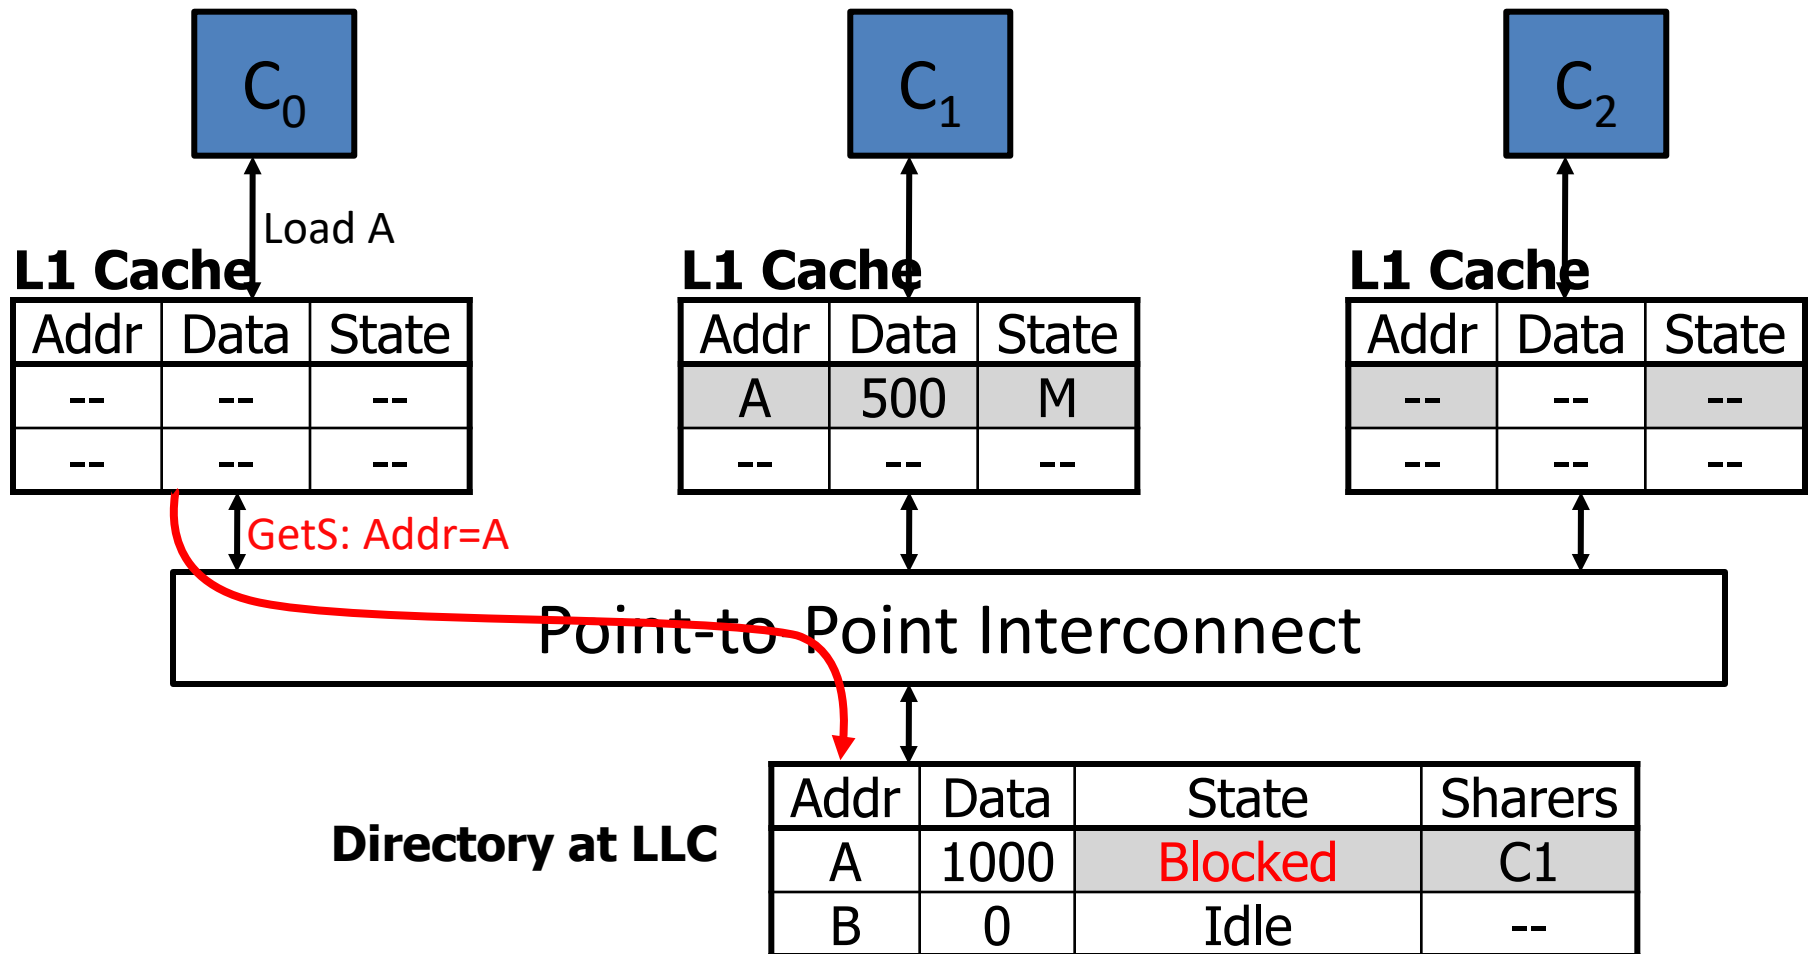 C0 C1 C2
Load A
L1 Cache L1 Cache L1 Cache
Addr Data State Addr Data State Addr Data State
-- -- -- A 500 M -- -- --
-- -- -- -- -- -- -- -- --
GetS: Addr=A
Point-to Point Interconnect
Addr Data State Sharers
Directory at LLC
A 1000 Blocked C1
B 0 Idle --